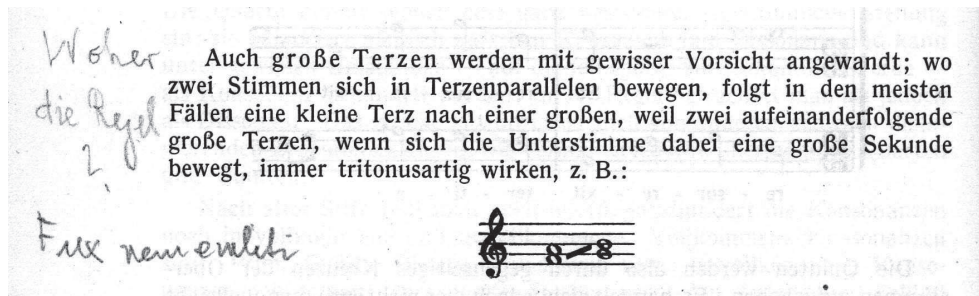 Woher
die Regel
?
Auch große Terzen werden mit gewisser Vorsicht angewandt; wo
zwei Stimmen sich in Terzenparallelen bewegen, folgt in den meisten
Fällen eine kleine Terz nach einer großen, weil zwei aufeinanderfolgende
große Terzen, wenn sich die Unterstimme dabei eine große Sekunde
bewegt, immer tritonusartig wirken, z. B.:
Fux